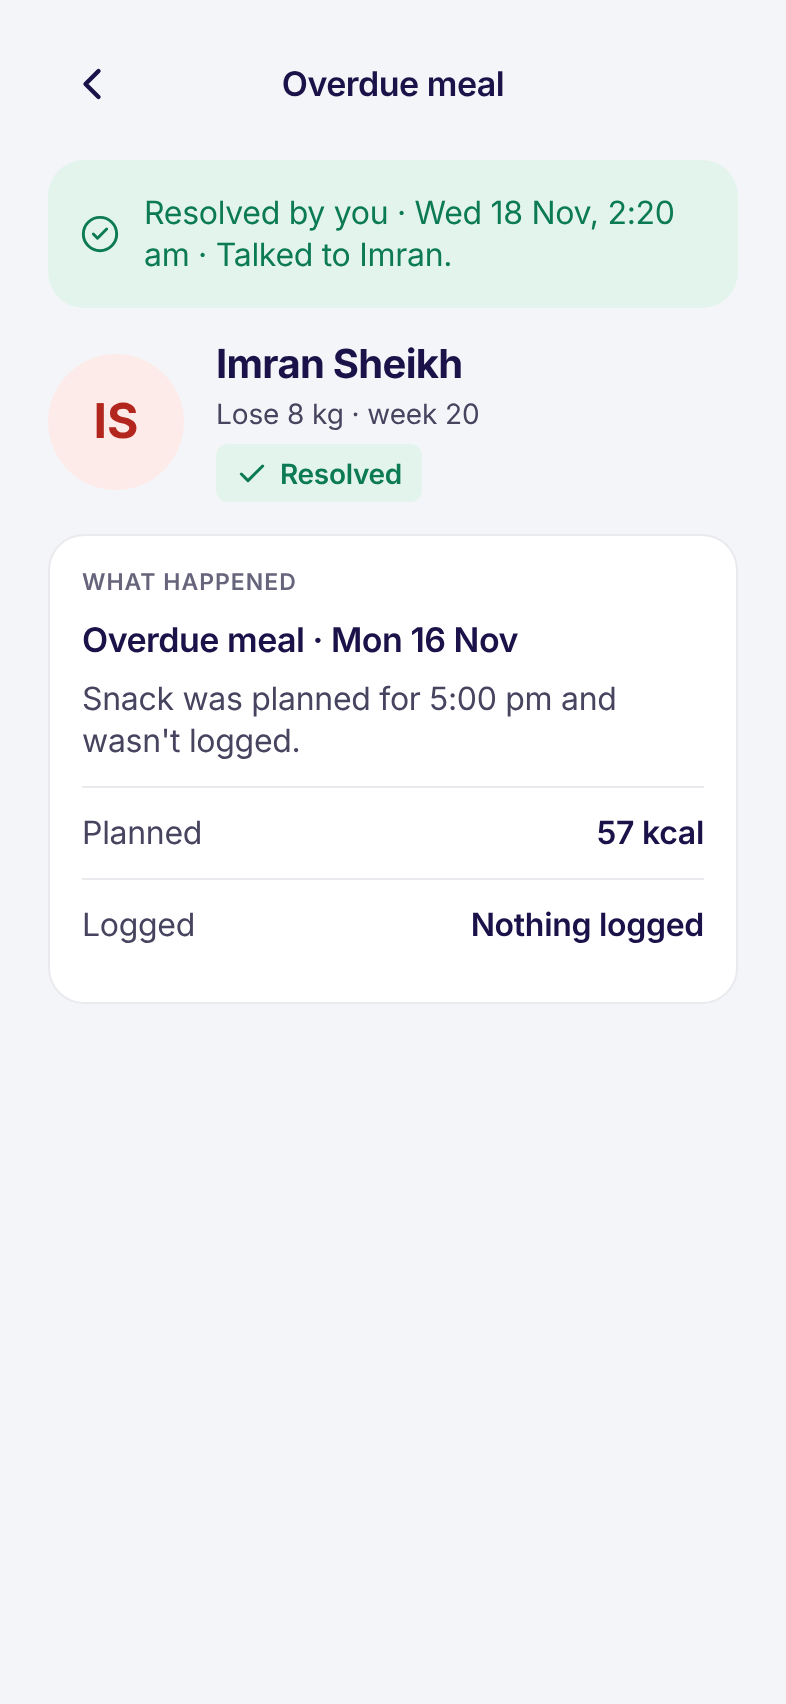 Overdue meal
Resolved by you · Wed 18 Nov, 2:20
am · Talked to Imran.
IS
Imran Sheikh
Lose 8 kg · week 20
Resolved
WHAT HAPPENED
Overdue meal · Mon 16 Nov
Snack was planned for 5:00 pm and
wasn't logged.
Planned 57 kcal
Logged Nothing logged